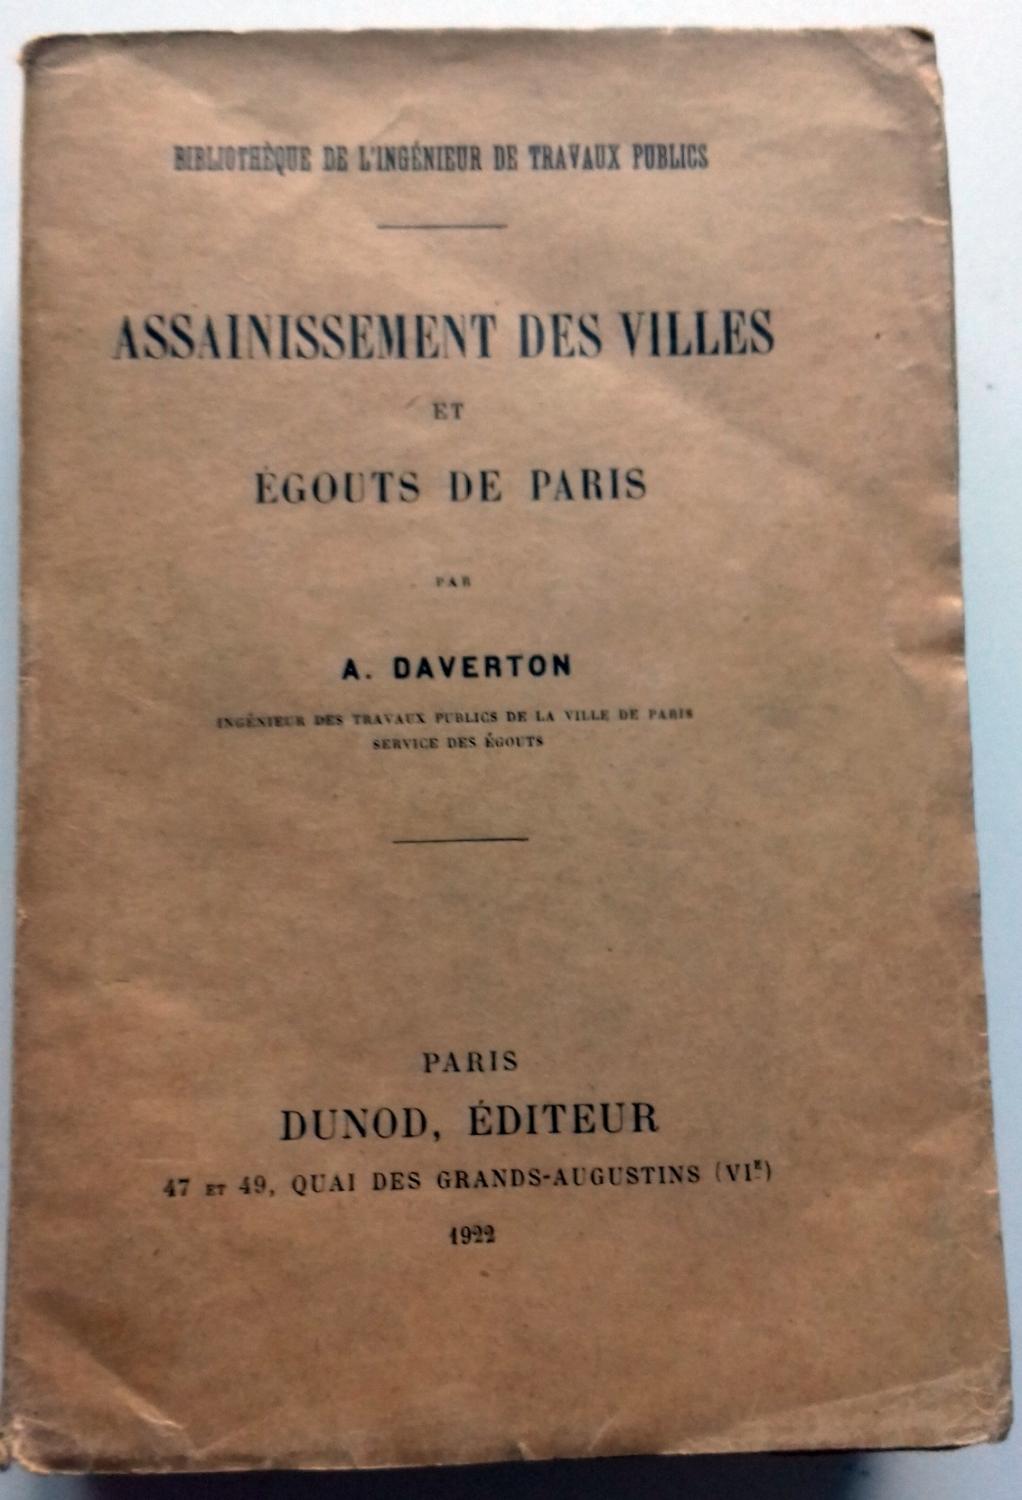 BIBLIOTHÈQUE DE L'INGÉNIEUR DE TRAVAUX PUBLICS
ASSAINISSEMENT DES VILLES
ET
ÉGOUTS DE PARIS
PAR
A. DAVERTON
INGÉNIEUR DES TRAVAUX PUBLICS DE LA VILLE DE PARIS
SERVICE DES ÉGOUTS
PARIS
DUNOD, ÉDITEUR
47 ET 49, QUAI DES GRANDS-AUGUSTINS (VIᴱ)
1922